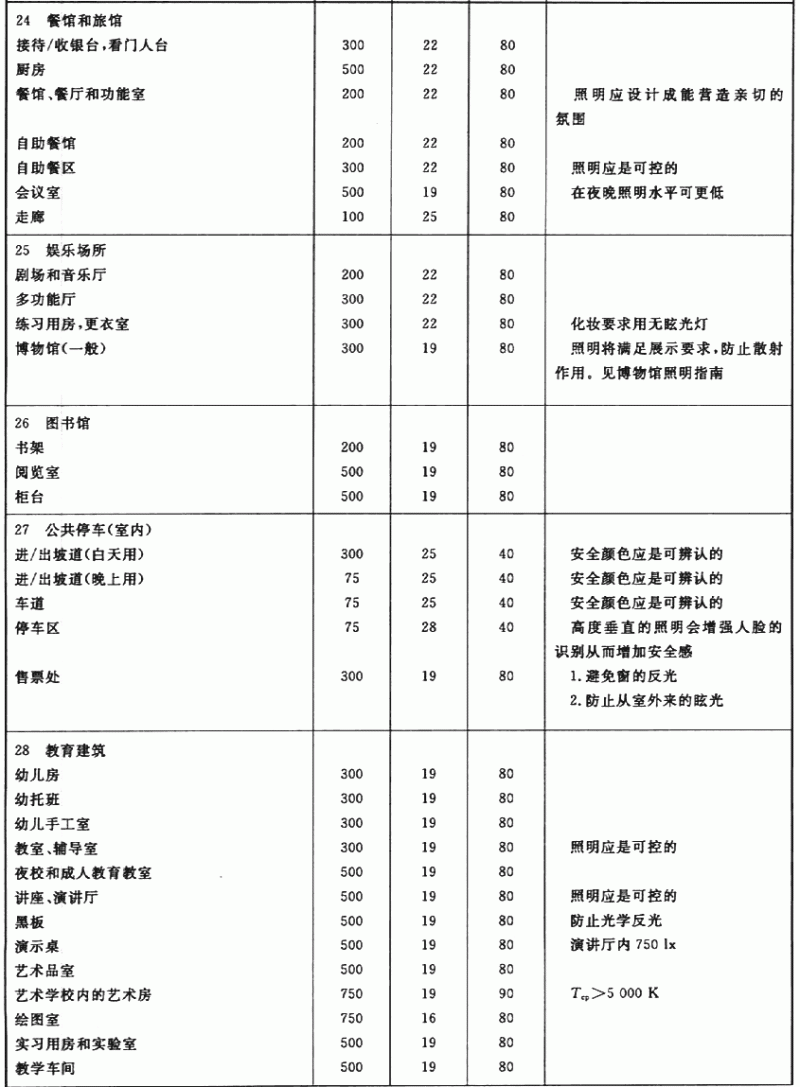 24 餐馆和旅馆
接待/收银台,看门人台 300 22 80
厨房 500 22 80
餐馆、餐厅和功能室 200 22 80 照明应设计成能营造亲切的
氛围
自助餐馆 200 22 80
自助餐区 300 22 80 照明应是可控的
会议室 500 19 80 在夜晚照明水平可更低
走廊 100 25 80
25 娱乐场所
剧场和音乐厅 200 22 80
多功能厅 300 22 80
练习用房,更衣室 300 22 80 化妆要求用无眩光灯
博物馆(一般) 300 19 80 照明将满足展示要求,防止散射
作用。见博物馆照明指南
26 图书馆
书架 200 19 80
阅览室 500 19 80
柜台 500 19 80
27 公共停车(室内)
进/出坡道(白天用) 300 25 40 安全颜色应是可辨认的
进/出坡道(晚上用) 75 25 40 安全颜色应是可辨认的
车道 75 25 40 安全颜色应是可辨认的
停车区 75 28 40 高度垂直的照明会增强人脸的
识别从而增加安全感
售票处 300 19 80 1.避免窗的反光
2.防止从室外来的眩光
28 教育建筑
幼儿房 300 19 80
幼托班 300 19 80
幼儿手工室 300 19 80
教室、辅导室 300 19 80 照明应是可控的
夜校和成人教育教室 500 19 80
讲座、演讲厅 500 19 80 照明应是可控的
黑板 500 19 80 防止光学反光
演示桌 500 19 80 演讲厅内 750 lx
艺术品室 500 19 80
艺术学校内的艺术房 750 19 90 Tcp>5 000 K
绘图室 750 16 80
实习用房和实验室 500 19 80
教学车间 500 19 80